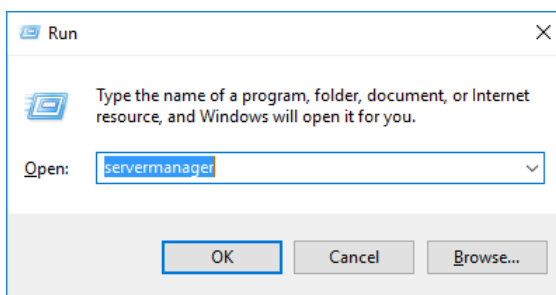 Run
Type the name of a program, folder, document, or Internet
resource, and Windows will open it for you.
Open: servermanager
OK Cancel Browse...